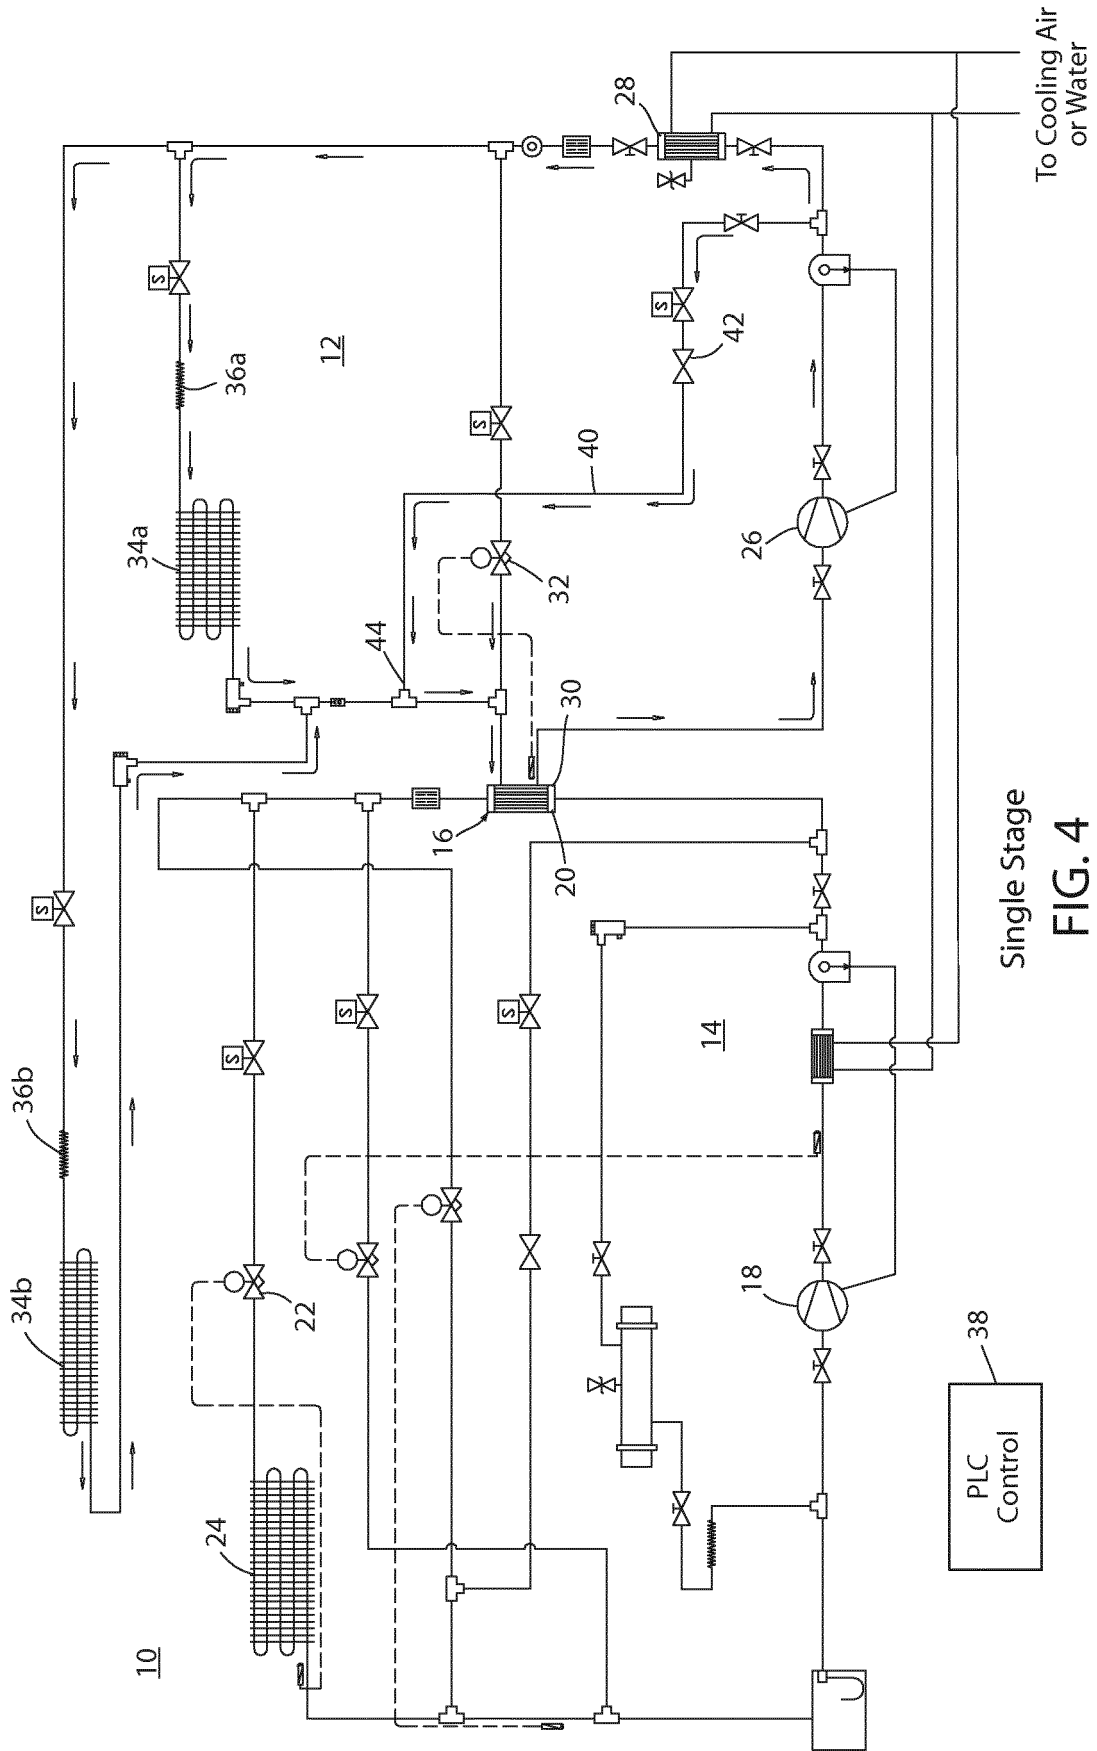 10
12
14
16
18
20
22
24
26
28
30
32
34a
34b
36a
36b
38
40
42
44
S
S
S
S
S
S
S
PLC
Control
To Cooling Air
or Water
Single Stage
FIG. 4